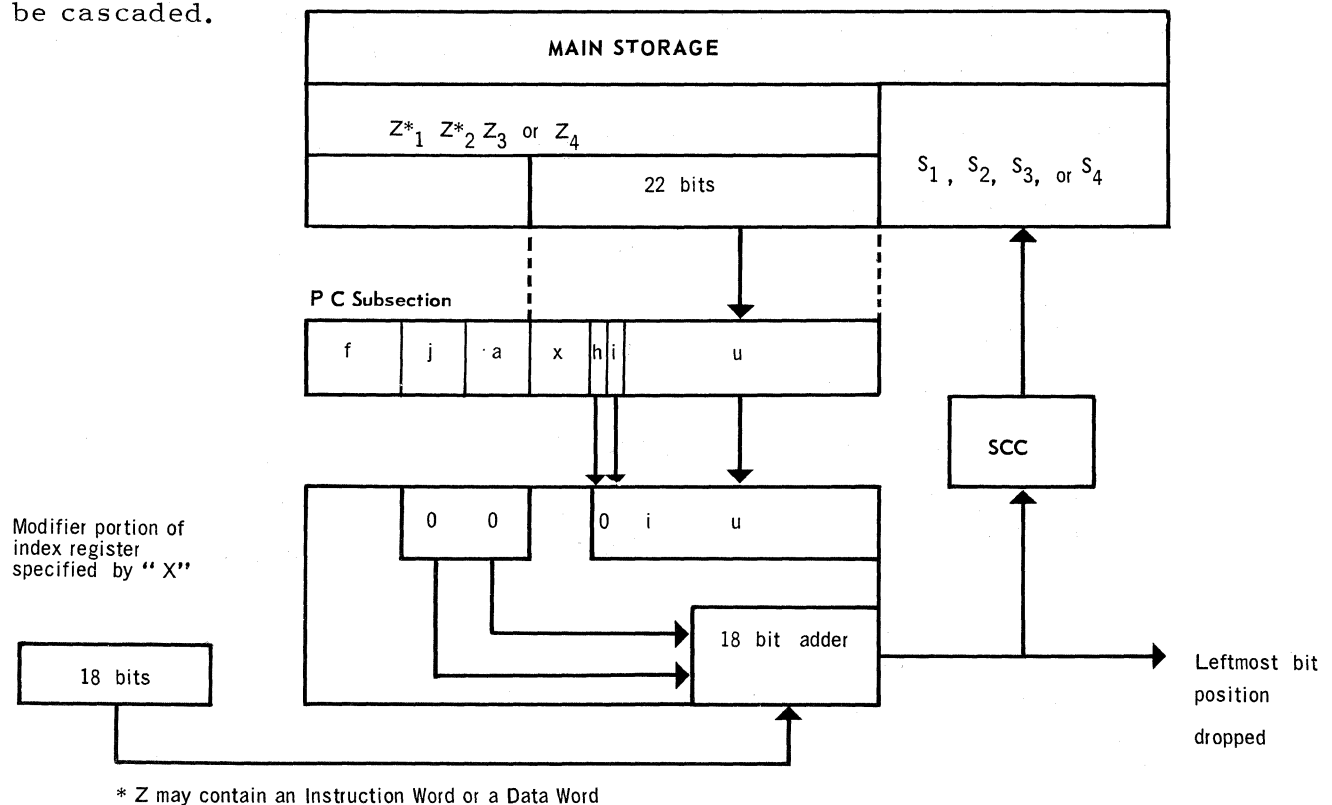 be cascaded.
MAIN STORAGE
Z*1 Z*2 Z3 or Z4
22 bits
S1, S2, S3, or S4
P C Subsection
f j a x h i u
SCC
0 0 0 i u
Modifier portion of
index register
specified by “X”
18 bit adder
18 bits
Leftmost bit
position
dropped
* Z may contain an Instruction Word or a Data Word